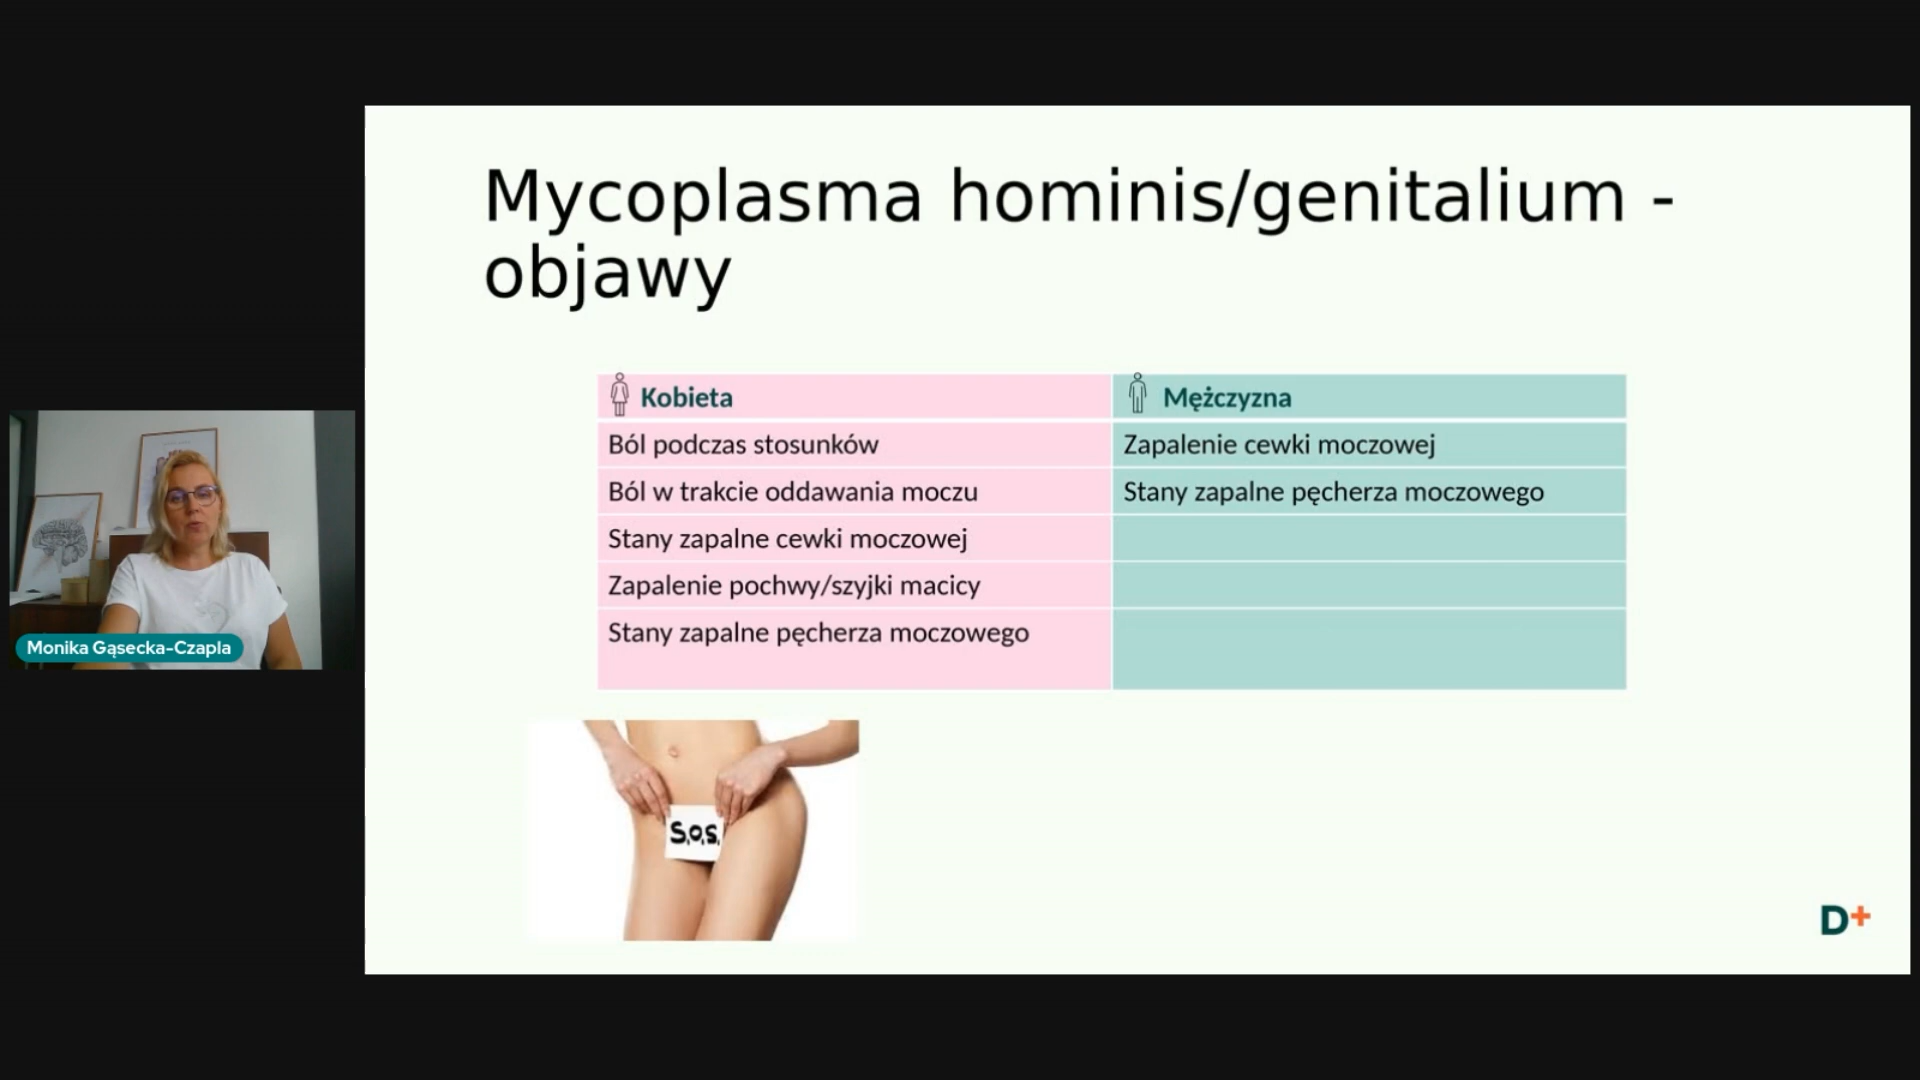 Mycoplasma hominis/genitalium -
objawy
Kobieta
Mężczyzna
Ból podczas stosunków
Zapalenie cewki moczowej
Ból w trakcie oddawania moczu
Stany zapalne pęcherza moczowego
Stany zapalne cewki moczowej
Zapalenie pochwy/szyjki macicy
Stany zapalne pęcherza moczowego
Monika Gąsecka-Czapla
S.O.S.
D+